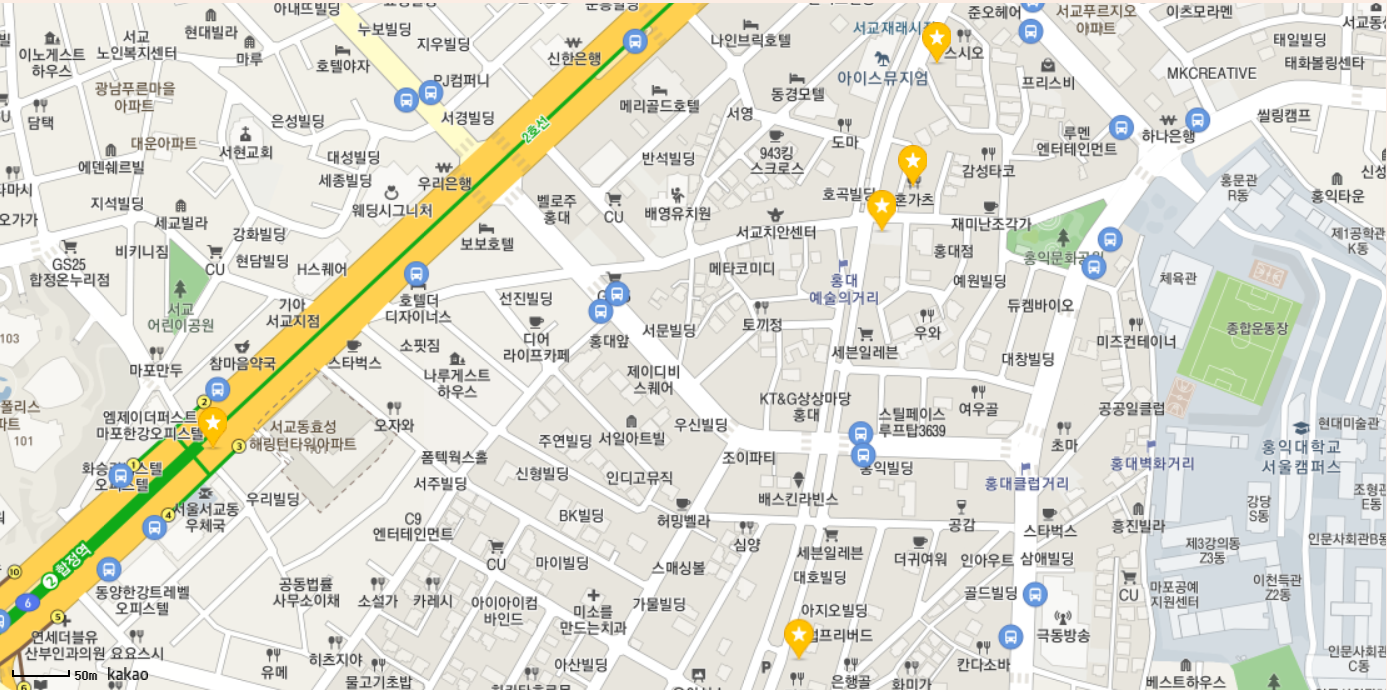 아내뜨빌딩
현대빌라
누보빌딩
지우빌딩
서교
노인복지센터
이노게스트
하우스
마루
호텔야자
신한은행
나인브릭호텔
서교재래시
스시오
준오헤어
서교푸르지오
아파트
이츠모라멘
태일빌딩
태화볼링센타
MKCREATIVE
PJ컴퍼니
광남푸르마을
아파트
담택
은성빌딩
서경빌딩
메리골드호텔
동경모텔
아이스뮤지엄
프리스비
씰링캠프
2호선
서영
도마
943킹
스크로스
루멘
엔터테인먼트
하나은행
대운아파트
서현교회
에덴쉐르빌
대성빌딩
세종빌딩
우리은행
반석빌딩
감성타코
홍문관
R동
홍익타운
지석빌딩
세교빌라
웨딩시그니처
벨로주
홍대
CU
배영유치원
호곡빌딩
혼가츠
재미난조각가
오가가
강화빌딩
보보호텔
서교치안센터
홍대점
홍익문화공원
제1공학관
K동
비키니짐
CU
현담빌딩
H스퀘어
GS25
합정온누리점
메타코미디
예원빌딩
체육관
서교
어린이공원
기아
서교지점
호텔더
디자이너스
선진빌딩
홍대
예술의거리
듀켐바이오
디어
라이프카페
홍대앞
서문빌딩
토끼정
우와
종합운동장
103
참마음약국
스타벅스
소핏짐
세븐일레븐
대창빌딩
미즈컨테이너
마포만두
나루게스트
하우스
제이디비
스퀘어
KT&G상상마당
홍대
스틸페이스
루프탑3639
여우골
공공일클럽
현대미술관
101
2
엠제이더퍼스트
마포한강오피스텔
서교동효성
해링턴타워아파트
3
오자와
서일아트빌
우신빌딩
주연빌딩
조이파티
홍익빌딩
초마
홍익대학교
서울캠퍼스
1
폼텍웍스홀
서주빌딩
신형빌딩
인디고뮤직
배스킨라빈스
홍대클럽거리
홍대벽화거리
우리빌딩
4
서울서교동
우체국
C9
엔터테인먼트
BK빌딩
허밍벨라
심양
공감
스타벅스
흥진빌라
강당
S동
E동
제3강의동
Z3동
인문사회관B동
2
합정역
10
6
5
CU
마이빌딩
스매싱볼
세븐일레븐
대호빌딩
더귀여워
인아우트
삼애빌딩
동양한강트레벨
오피스텔
공동법률
사무소이채
소설가
카레시
아이아이컴
바인드
미소를
만드는치과
가물빌딩
아지오빌딩
골드빌딩
극동방송
CU
마포공예
지원센터
이천득관
Z2동
연세더블유
산부인과의원
요요스시
히츠지야
유메
물고기초밥
아산빌딩
P
은행골
화미가
칸다소바
베스트하우스
인문사회관
C동
50m
kakao